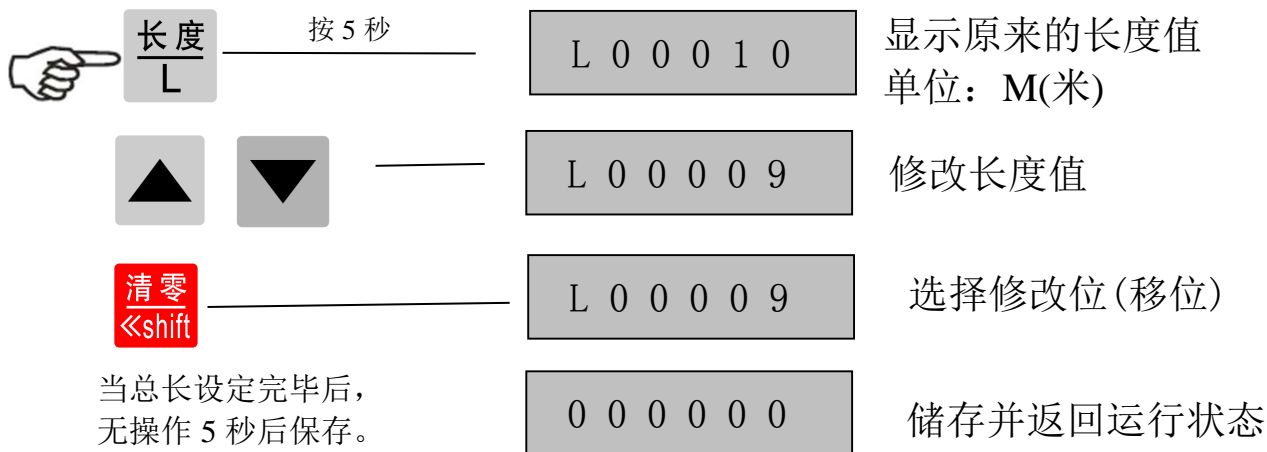 长度
L
按 5 秒
L 0 0 0 1 0
显示原来的长度值
单位：M(米)
L 0 0 0 0 9
修改长度值
清零
≪shift
L 0 0 0 0 9
选择修改位(移位)
当总长设定完毕后，
无操作 5 秒后保存。
0 0 0 0 0 0
储存并返回运行状态